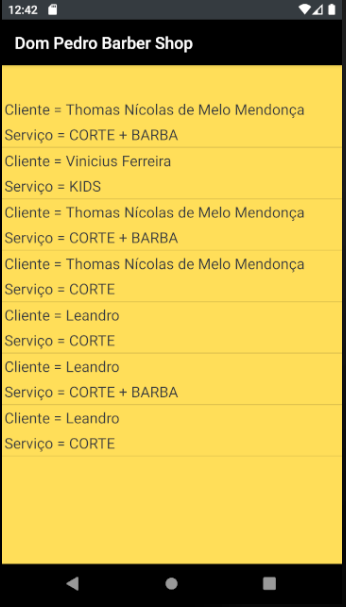 12:42
Dom Pedro Barber Shop
Cliente = Thomas Nícolas de Melo Mendonça
Serviço = CORTE + BARBA
Cliente = Vinicius Ferreira
Serviço = KIDS
Cliente = Thomas Nícolas de Melo Mendonça
Serviço = CORTE + BARBA
Cliente = Thomas Nícolas de Melo Mendonça
Serviço = CORTE
Cliente = Leandro
Serviço = CORTE
Cliente = Leandro
Serviço = CORTE + BARBA
Cliente = Leandro
Serviço = CORTE